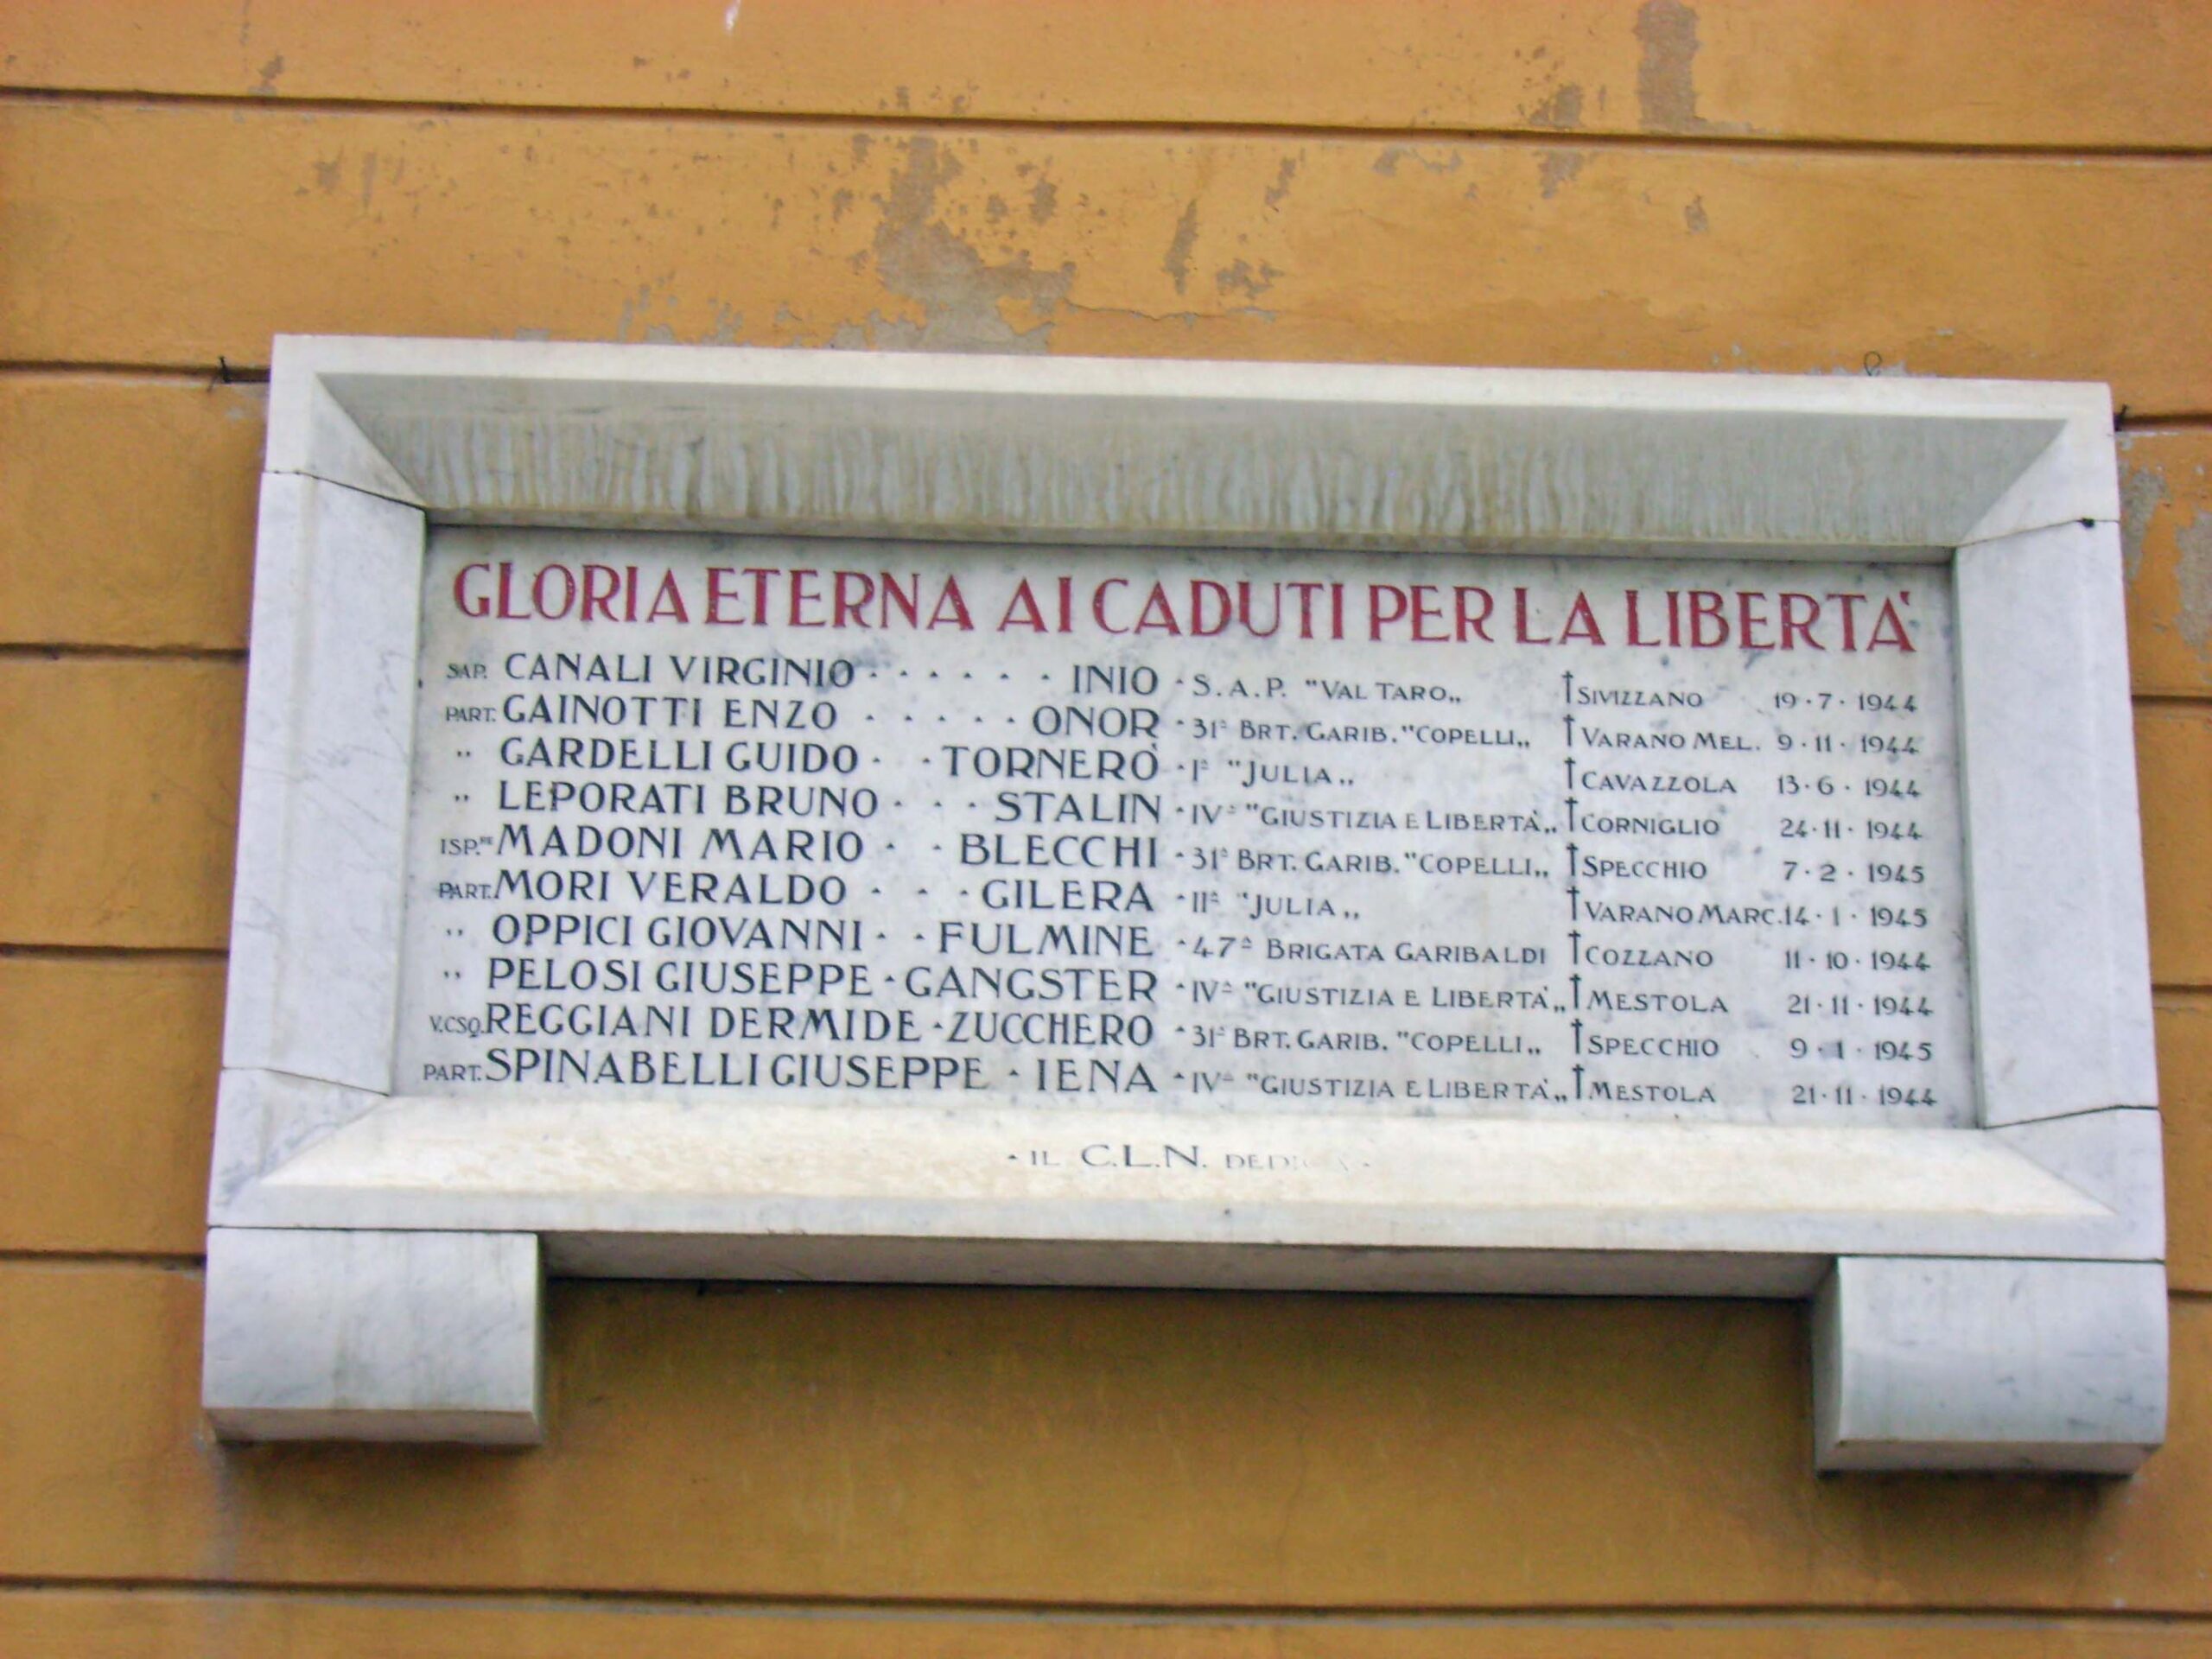 GLORIA ETERNA AI CADUTI PER LA LIBERTÀ
SAP. CANALI VIRGINIO · · · · · · INIO · S.A.P. "VAL TARO„ † SIVIZZANO 19·7·1944
PART. GAINOTTI ENZO · · · · · ONOR · 31ª BRT. GARIB. "COPELLI„ † VARANO MEL. 9·11·1944
" GARDELLI GUIDO · · TORNERÒ · Iª "JULIA„ † CAVAZZOLA 13·6·1944
" LEPORATI BRUNO · · · STALIN · IVª "GIUSTIZIA E LIBERTÀ„ † CORNIGLIO 24·11·1944
ISP.RE MADONI MARIO · · BLECCHI · 31ª BRT. GARIB. "COPELLI„ † SPECCHIO 7·2·1945
PART. MORI VERALDO · · · GILERA · IIª "JULIA„ † VARANO MARC. 14·1·1945
" OPPICI GIOVANNI · · FULMINE · 47ª BRIGATA GARIBALDI † COZZANO 11·10·1944
" PELOSI GIUSEPPE · GANGSTER · IVª "GIUSTIZIA E LIBERTÀ„ † MESTOLA 21·11·1944
V.CSQ. REGGIANI DERMIDE · ZUCCHERO · 31ª BRT. GARIB. "COPELLI„ † SPECCHIO 9·1·1945
PART. SPINABELLI GIUSEPPE · IENA · IVª "GIUSTIZIA E LIBERTÀ„ † MESTOLA 21·11·1944
· IL C.L.N. DEDICA ·